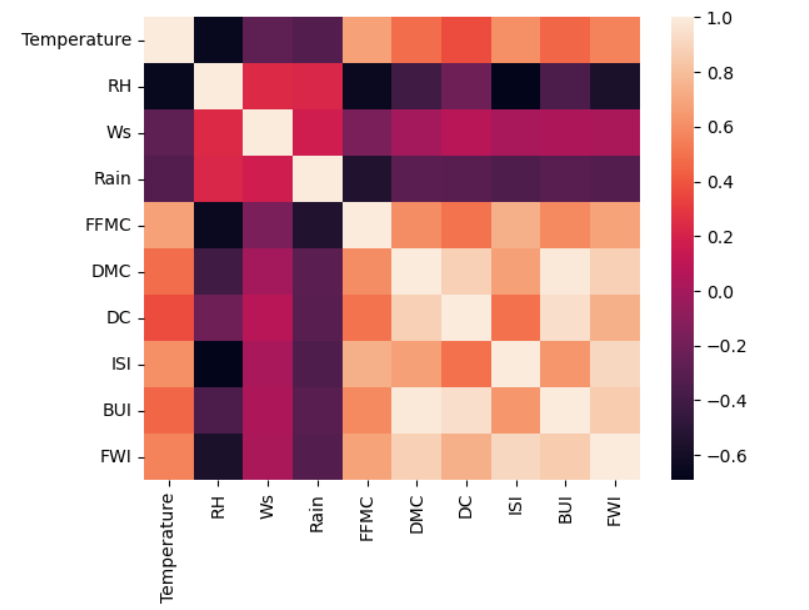 Temperature
RH
Ws
Rain
FFMC
DMC
DC
ISI
BUI
FWI
Temperature
RH
Ws
Rain
FFMC
DMC
DC
ISI
BUI
FWI
1.0
0.8
0.6
0.4
0.2
0.0
−0.2
−0.4
−0.6